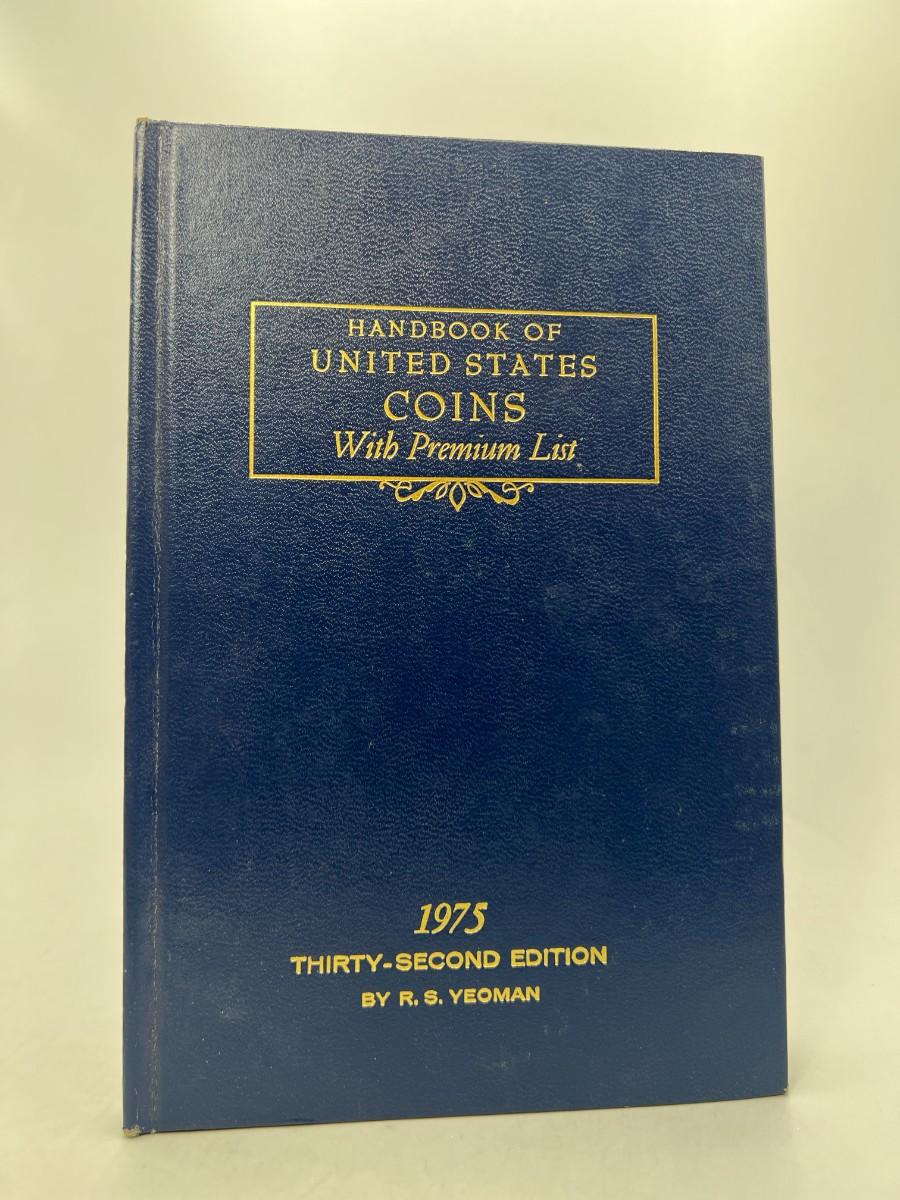 HANDBOOK OF
UNITED STATES
COINS
With Premium List
1975
THIRTY-SECOND EDITION
BY R. S. YEOMAN